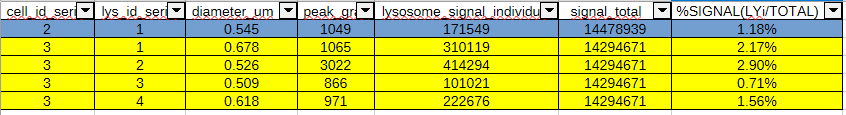 cell_id_seri lys_id_seri diameter_um peak_gr lysosome_signal_individu signal_total %SIGNAL(LYi/TOTAL)
2 1 0.545 1049 171549 14478939 1.18%
3 1 0.678 1065 310119 14294671 2.17%
3 2 0.526 3022 414294 14294671 2.90%
3 3 0.509 866 101021 14294671 0.71%
3 4 0.618 971 222676 14294671 1.56%